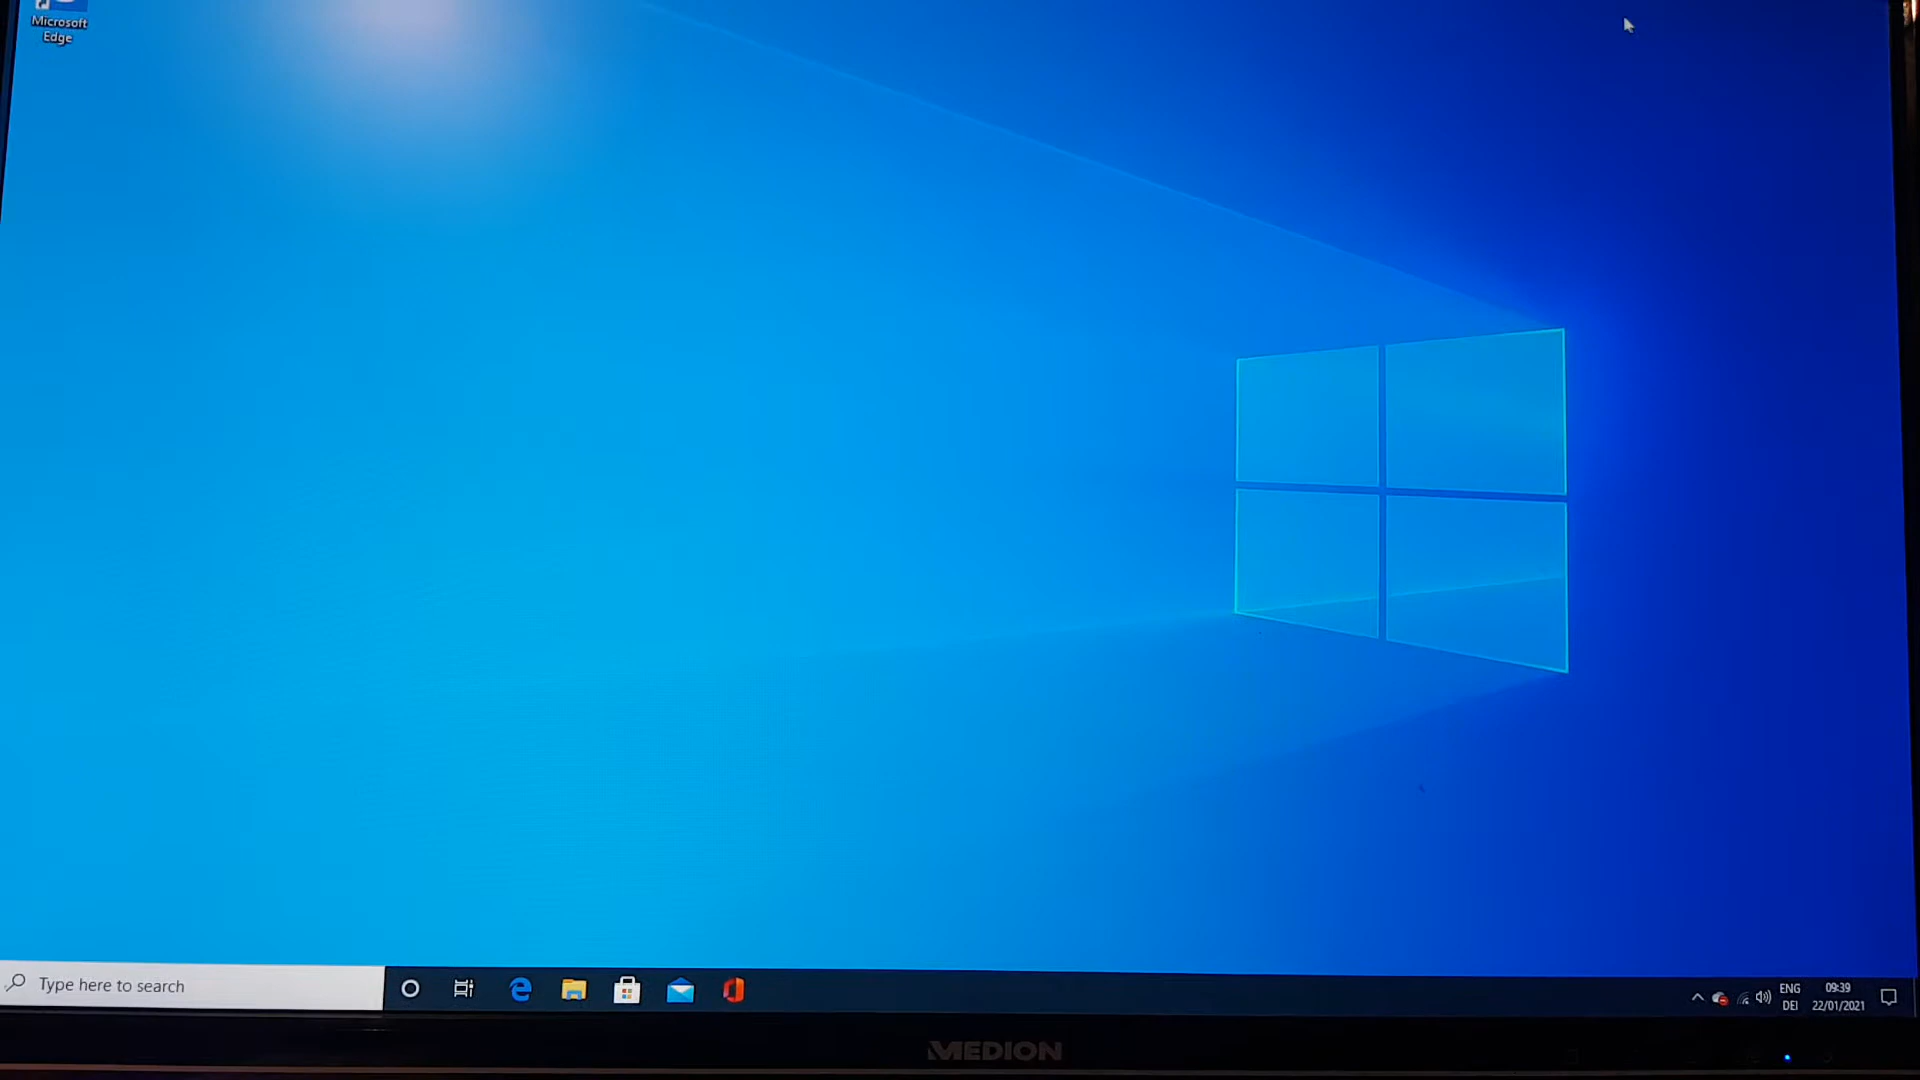 Microsoft
Edge
Type here to search
ENG
DEI
09:39
22/01/2021
MEDION